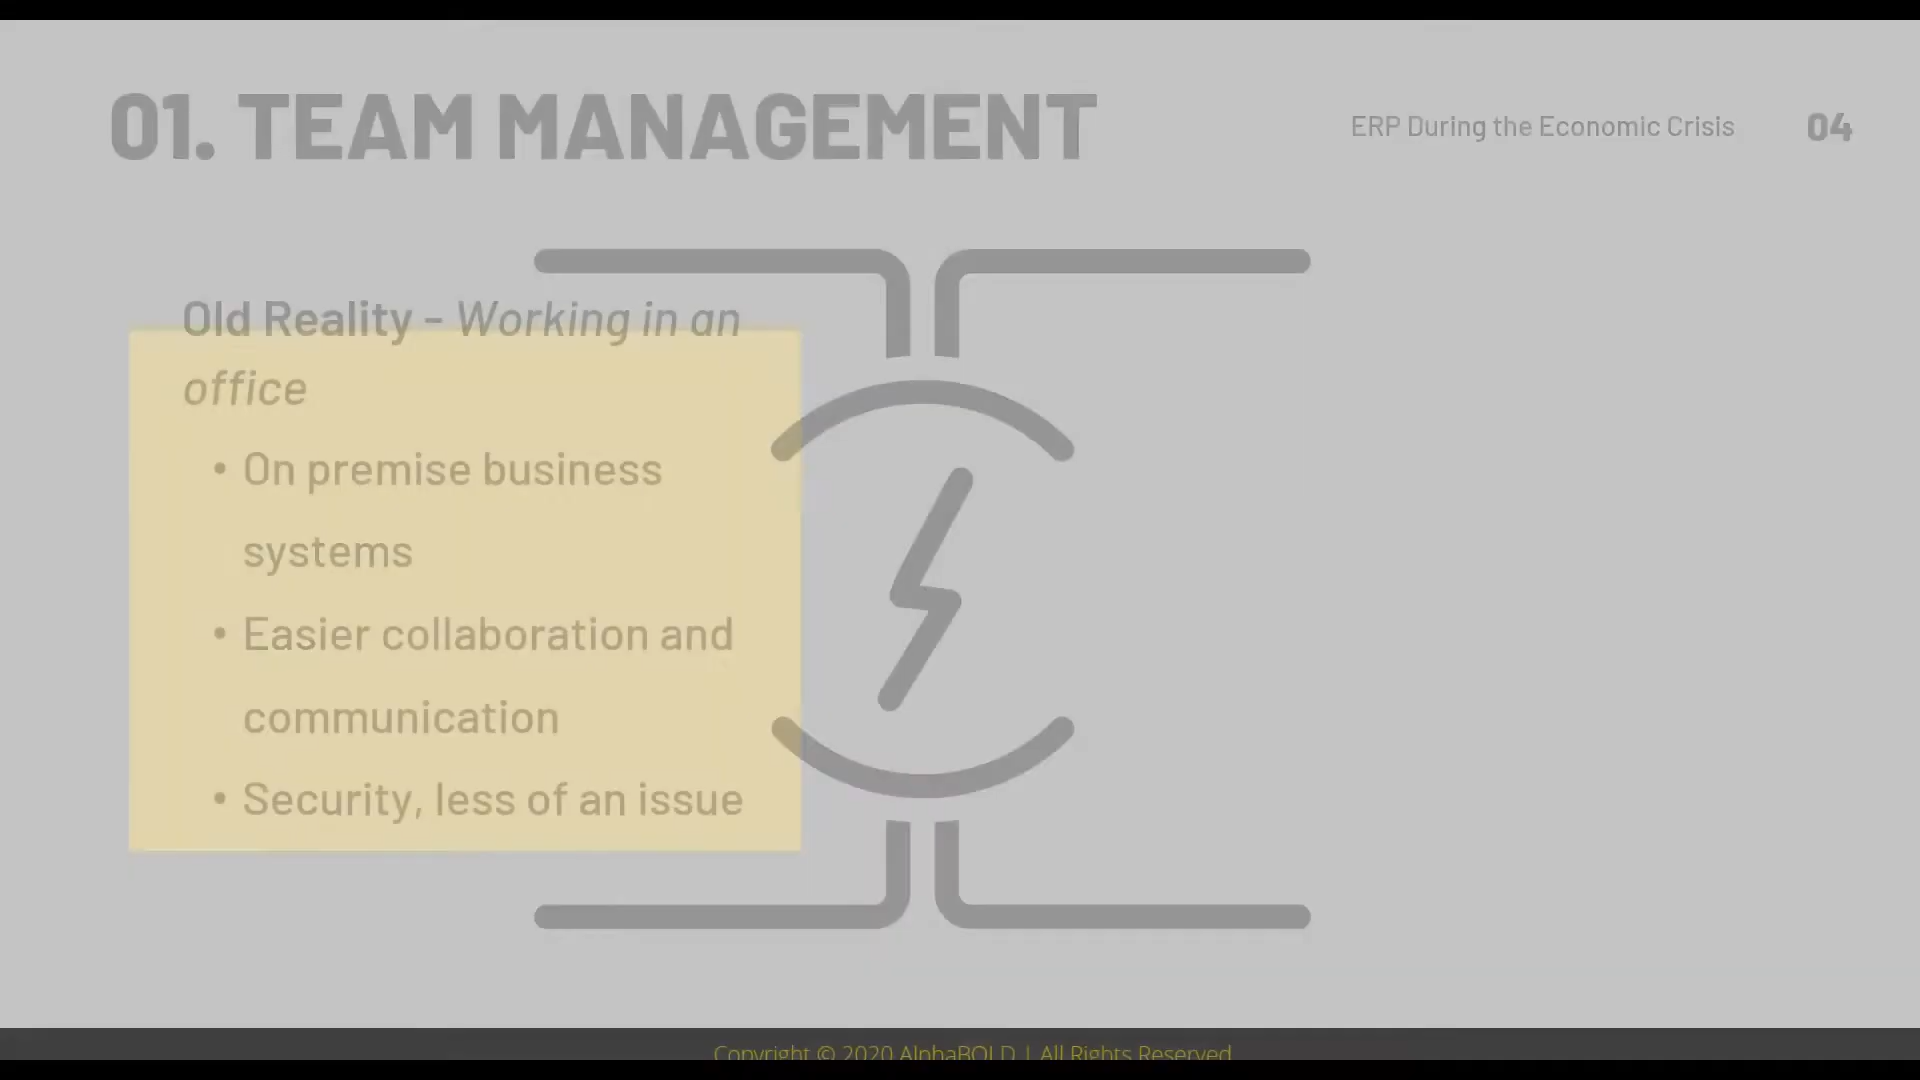 01. TEAM MANAGEMENT
ERP During the Economic Crisis
04
Old Reality - Working in an
office
• On premise business
systems
• Easier collaboration and
communication
• Security, less of an issue
Copyright © 2020 AlphaBOLD | All Rights Reserved